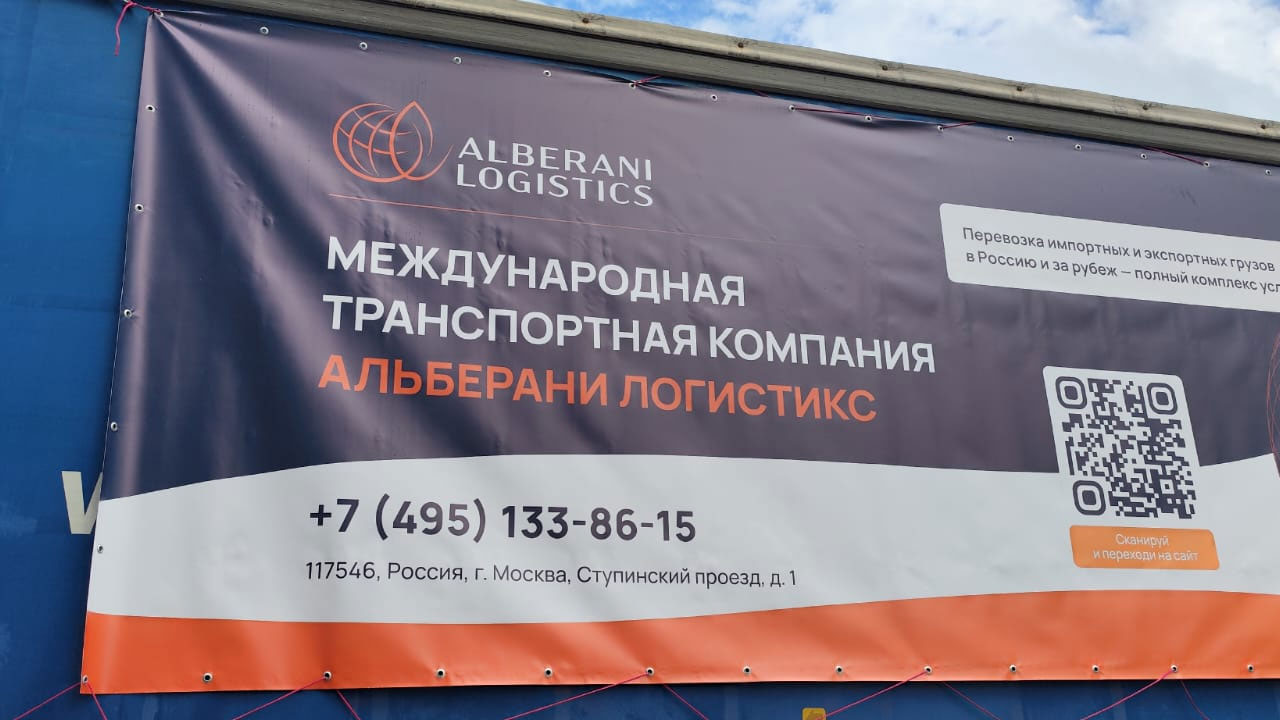 ALBERANI
LOGISTICS
МЕЖДУНАРОДНАЯ
ТРАНСПОРТНАЯ КОМПАНИЯ
АЛЬБЕРАНИ ЛОГИСТИКС
Перевозка импортных и экспортных грузов
в Россию и за рубеж — полный комплекс
+7 (495) 133-86-15
117546, Россия, г. Москва, Ступинский проезд, д. 1
Сканируй
и переходи на сайт